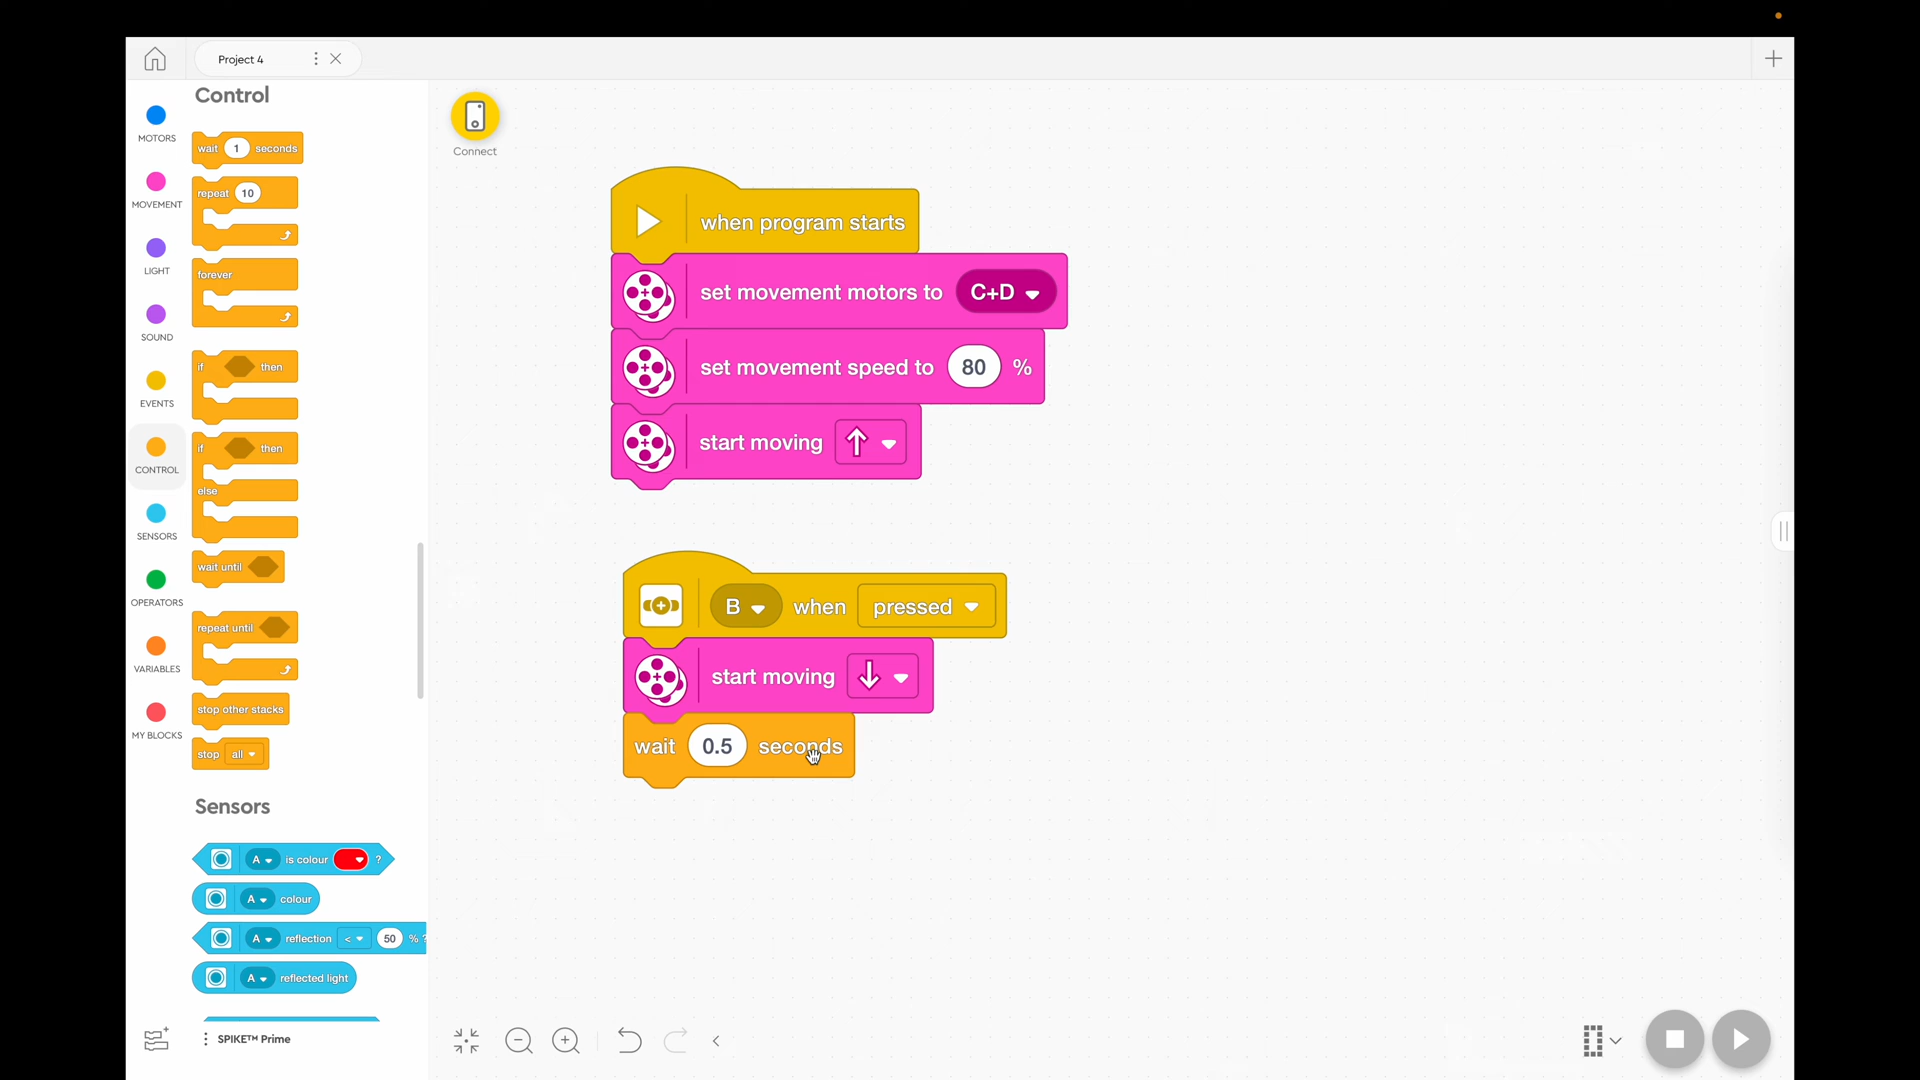 Project 4
Connect
MOTORS
MOVEMENT
LIGHT
SOUND
EVENTS
CONTROL
SENSORS
OPERATORS
VARIABLES
MY BLOCKS
Control
wait 1 seconds
repeat 10
forever
if then
if then
else
wait until
repeat until
stop other stacks
stop all
Sensors
A is colour ?
A colour
A reflection < 50 % ?
A reflected light
SPIKE™ Prime
when program starts
set movement motors to C+D
set movement speed to 80 %
start moving
B when pressed
start moving
wait 0.5 seconds